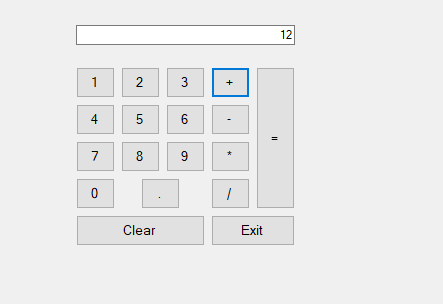 12
1 2 3 +
4 5 6 -
=
7 8 9 *
0 . /
Clear Exit